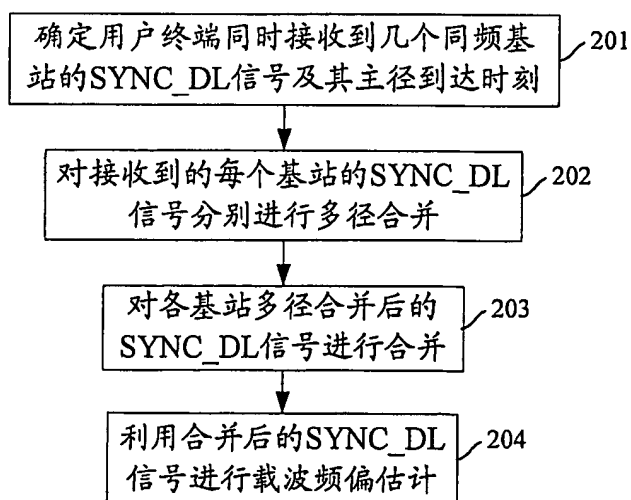 确定用户终端同时接收到几个同频基
站的SYNC_DL信号及其主径到达时刻
201
对接收到的每个基站的SYNC_DL
信号分别进行多径合并
202
对各基站多径合并后的
SYNC_DL信号进行合并
203
利用合并后的SYNC_DL
信号进行载波频偏估计
204